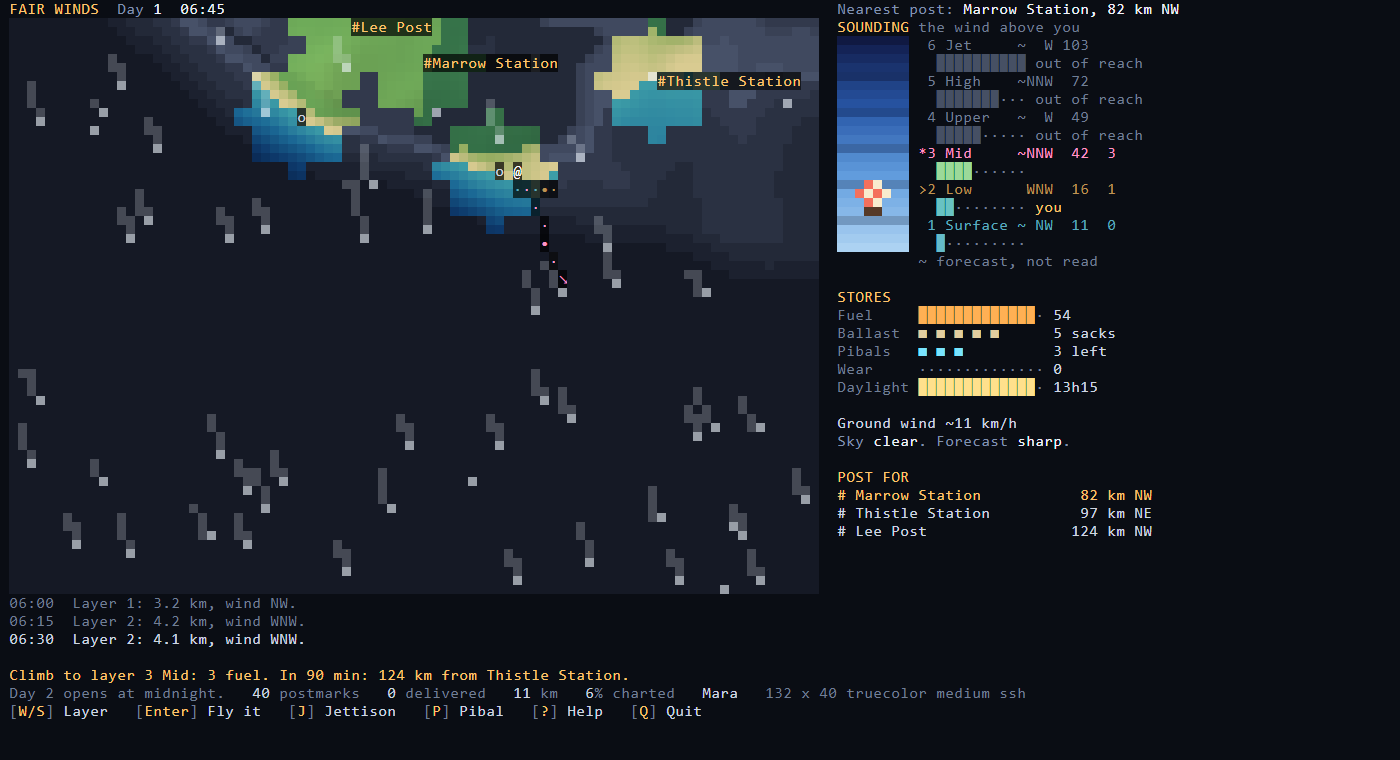 FAIR WINDS Day 1 06:45
Nearest post: Marrow Station, 82 km NW
#Lee Post
#Marrow Station
#Thistle Station
o
o @
SOUNDING the wind above you
6 Jet ~ W 103
out of reach
5 High ~NNW 72
out of reach
4 Upper ~ W 49
out of reach
*3 Mid ~NNW 42 3
>2 Low WNW 16 1
you
1 Surface ~ NW 11 0
~ forecast, not read
STORES
Fuel 54
Ballast 5 sacks
Pibals 3 left
Wear 0
Daylight 13h15
Ground wind ~11 km/h
Sky clear. Forecast sharp.
POST FOR
# Marrow Station 82 km NW
# Thistle Station 97 km NE
# Lee Post 124 km NW
06:00 Layer 1: 3.2 km, wind NW.
06:15 Layer 2: 4.2 km, wind WNW.
06:30 Layer 2: 4.1 km, wind WNW.
Climb to layer 3 Mid: 3 fuel. In 90 min: 124 km from Thistle Station.
Day 2 opens at midnight. 40 postmarks 0 delivered 11 km 6% charted Mara 132 x 40 truecolor medium ssh
[W/S] Layer [Enter] Fly it [J] Jettison [P] Pibal [?] Help [Q] Quit